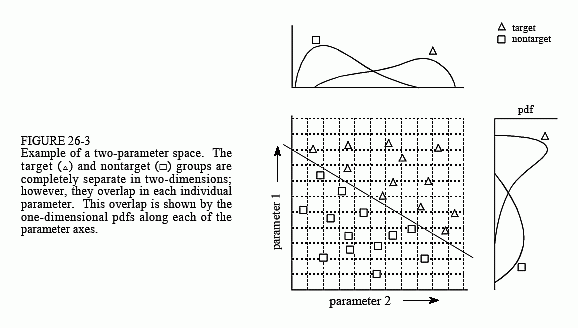 △ target
□ nontarget
pdf
FIGURE 26-3
Example of a two-parameter space. The
target (△) and nontarget (□) groups are
completely separate in two-dimensions;
however, they overlap in each individual
parameter. This overlap is shown by the
one-dimensional pdfs along each of the
parameter axes.
parameter 1
parameter 2